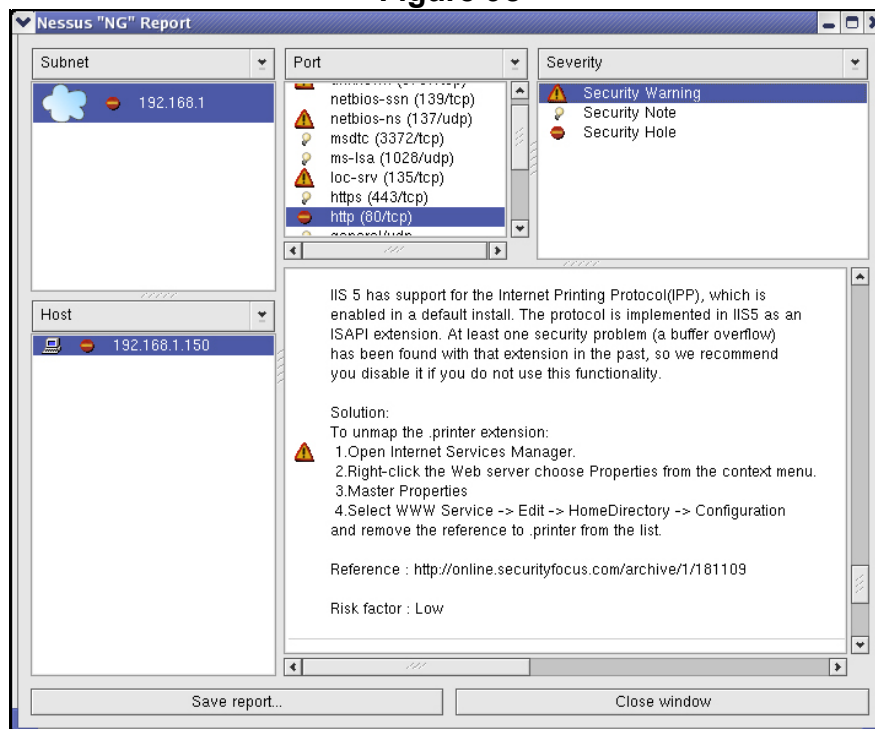 Nessus "NG" Report
Subnet
192.168.1
Port
netbios-ssn (139/tcp)
netbios-ns (137/udp)
msdtc (3372/tcp)
ms-lsa (1028/udp)
loc-srv (135/tcp)
https (443/tcp)
http (80/tcp)
general/udp
Severity
Security Warning
Security Note
Security Hole
Host
192.168.1.150
IIS 5 has support for the Internet Printing Protocol(IPP), which is
enabled in a default install. The protocol is implemented in IIS5 as an
ISAPI extension. At least one security problem (a buffer overflow)
has been found with that extension in the past, so we recommend
you disable it if you do not use this functionality.
Solution:
To unmap the .printer extension:
1.Open Internet Services Manager.
2.Right-click the Web server choose Properties from the context menu.
3.Master Properties
4.Select WWW Service -> Edit -> HomeDirectory -> Configuration
and remove the reference to .printer from the list.
Reference : http://online.securityfocus.com/archive/1/181109
Risk factor : Low
Save report...
Close window